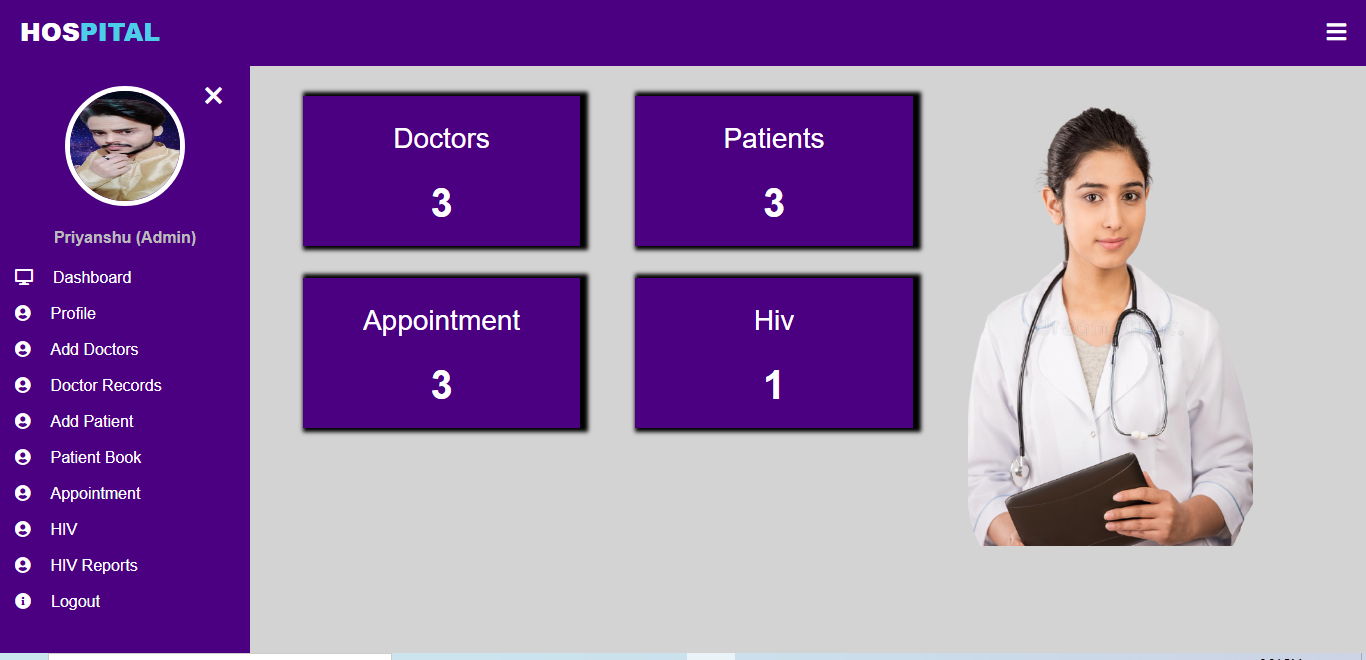 HOSPITAL
Priyanshu (Admin)
Dashboard
Profile
Add Doctors
Doctor Records
Add Patient
Patient Book
Appointment
HIV
HIV Reports
Logout
Doctors
3
Patients
3
Appointment
3
Hiv
1